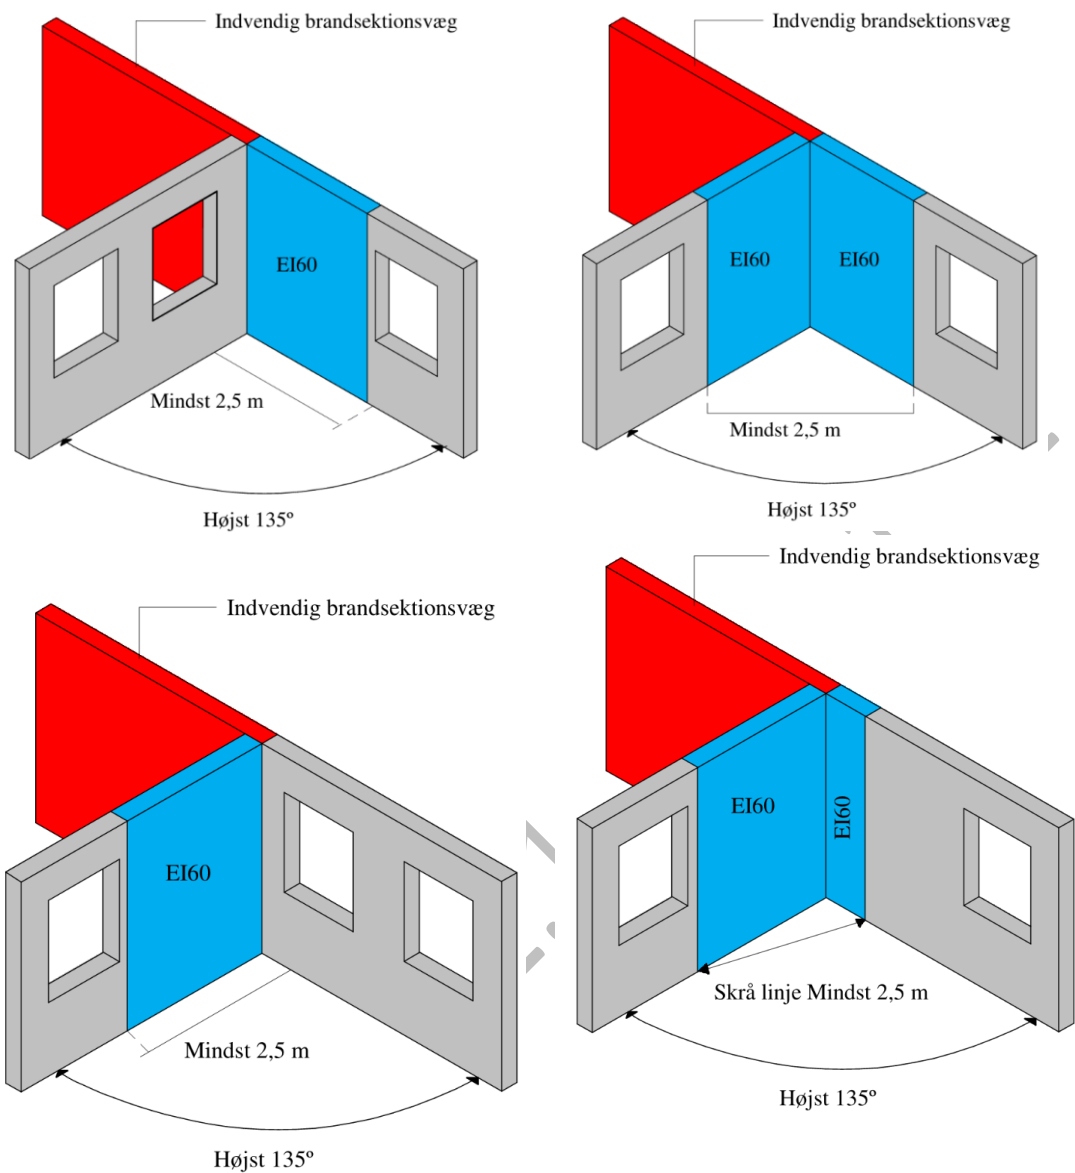 Indvendig brandsektionsvæg
EI60
Mindst 2,5 m
Højst 135º
Indvendig brandsektionsvæg
EI60
EI60
Mindst 2,5 m
Højst 135º
Indvendig brandsektionsvæg
EI60
Mindst 2,5 m
Højst 135º
Indvendig brandsektionsvæg
EI60
EI60
Skrå linje Mindst 2,5 m
Højst 135º